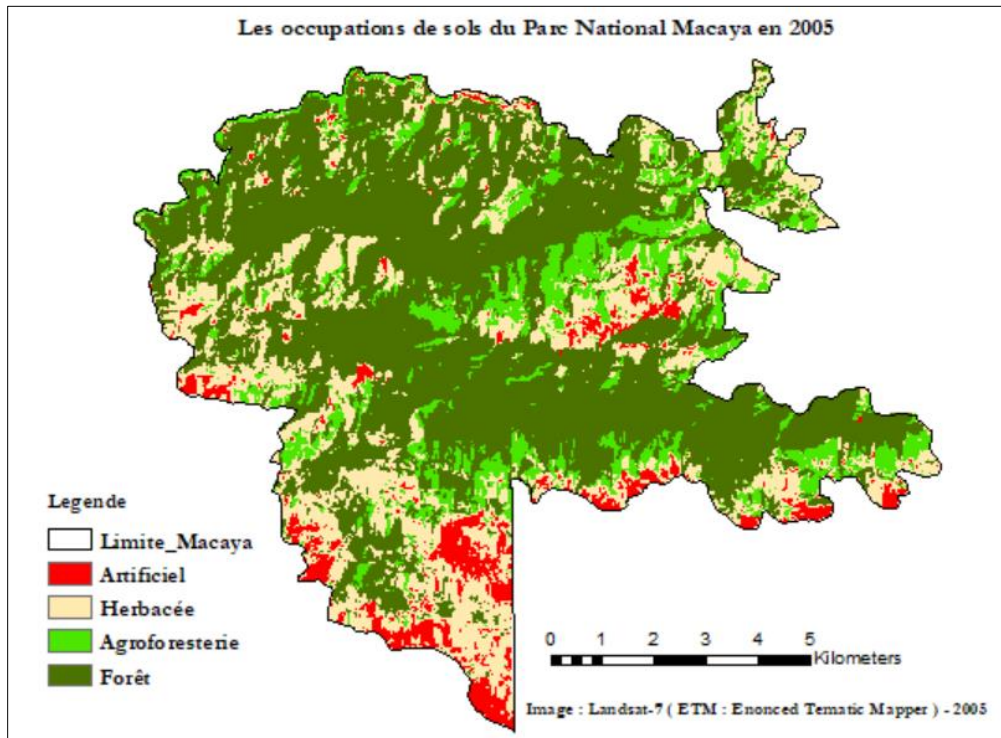 Les occupations de sols du Parc National Macaya en 2005
Legende
Limite_Macaya
Artificiel
Herbacée
Agroforesterie
Forêt
0 1 2 3 4 5
Kilometers
Image : Landsat-7 ( ETM : Enonced Tematic Mapper ) - 2005